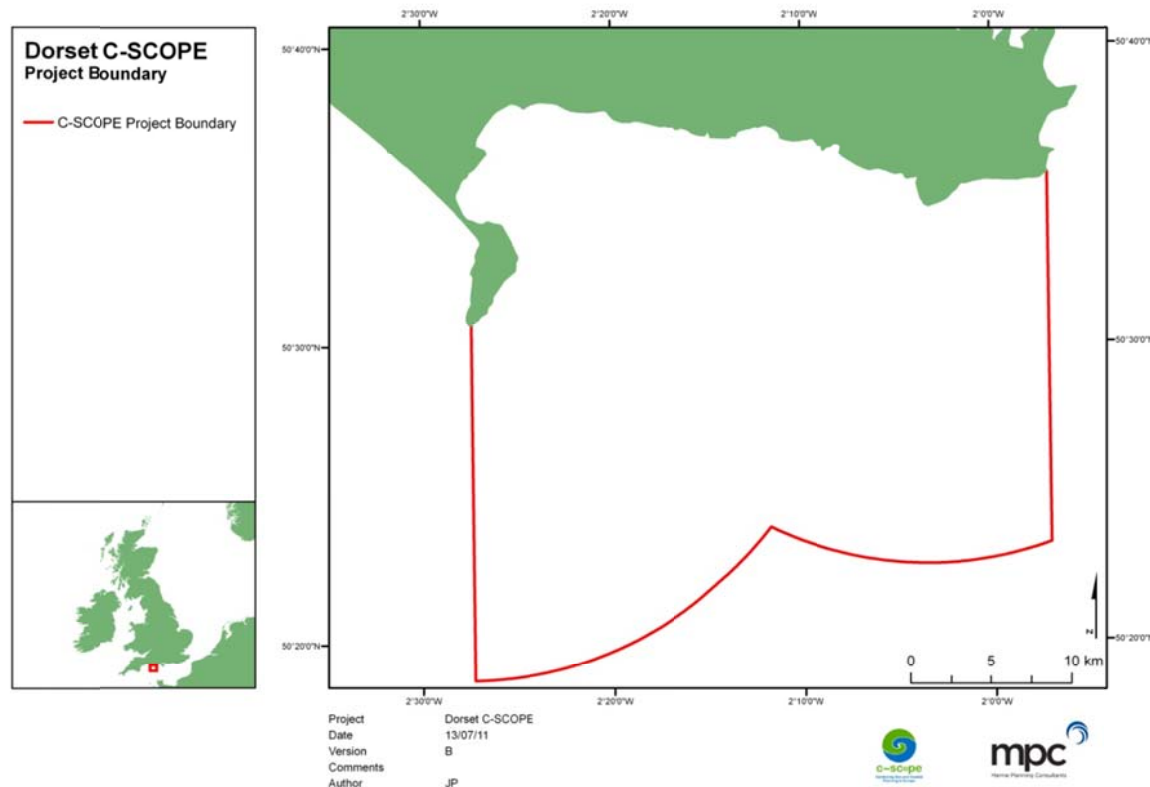 Dorset C-SCOPE
Project Boundary
C-SCOPE Project Boundary
2°30'0"W
2°20'0"W
2°10'0"W
2°0'0"W
50°40'0"N
50°40'0"N
50°30'0"N
50°30'0"N
50°20'0"N
50°20'0"N
N
0 5 10 km
2°30'0"W
2°20'0"W
2°10'0"W
2°0'0"W
Project Dorset C-SCOPE
Date 13/07/11
Version B
Comments
Author JP
c-scope
mpc
Marine Planning Consultants